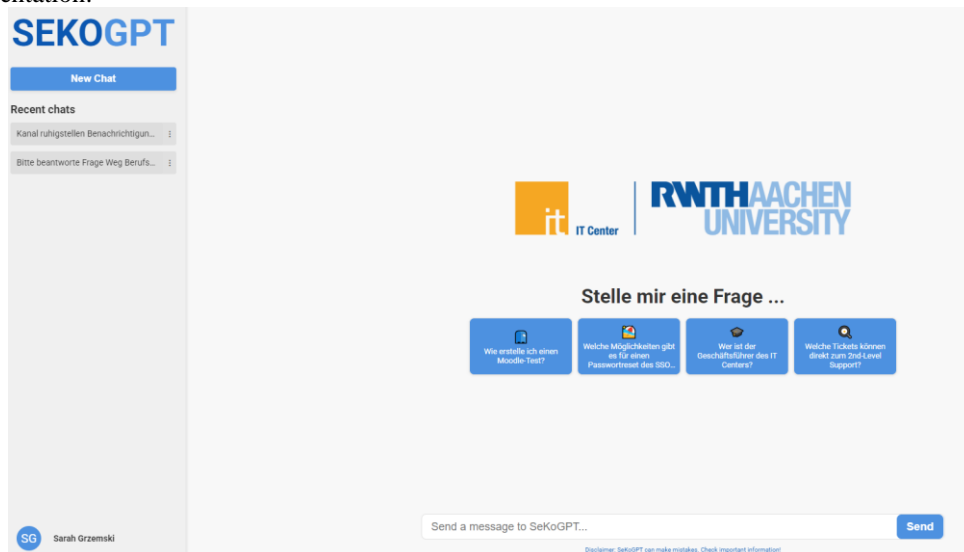 SEKOGPT
New Chat
Recent chats
Kanal ruhigstellen Benachrichtigun...
Bitte beantworte Frage Weg Berufs...
it
IT Center
RWTHAACHEN
UNIVERSITY
Stelle mir eine Frage ...
Wie erstelle ich einen
Moodle-Test?
Welche Möglichkeiten gibt
es für einen
Passwortreset des SSO...
Wer ist der
Geschäftsführer des IT
Centers?
Welche Tickets können
direkt zum 2nd-Level
Support?
Send a message to SeKoGPT...
Send
Disclaimer: SeKoGPT can make mistakes. Check important information!
SG
Sarah Grzemski